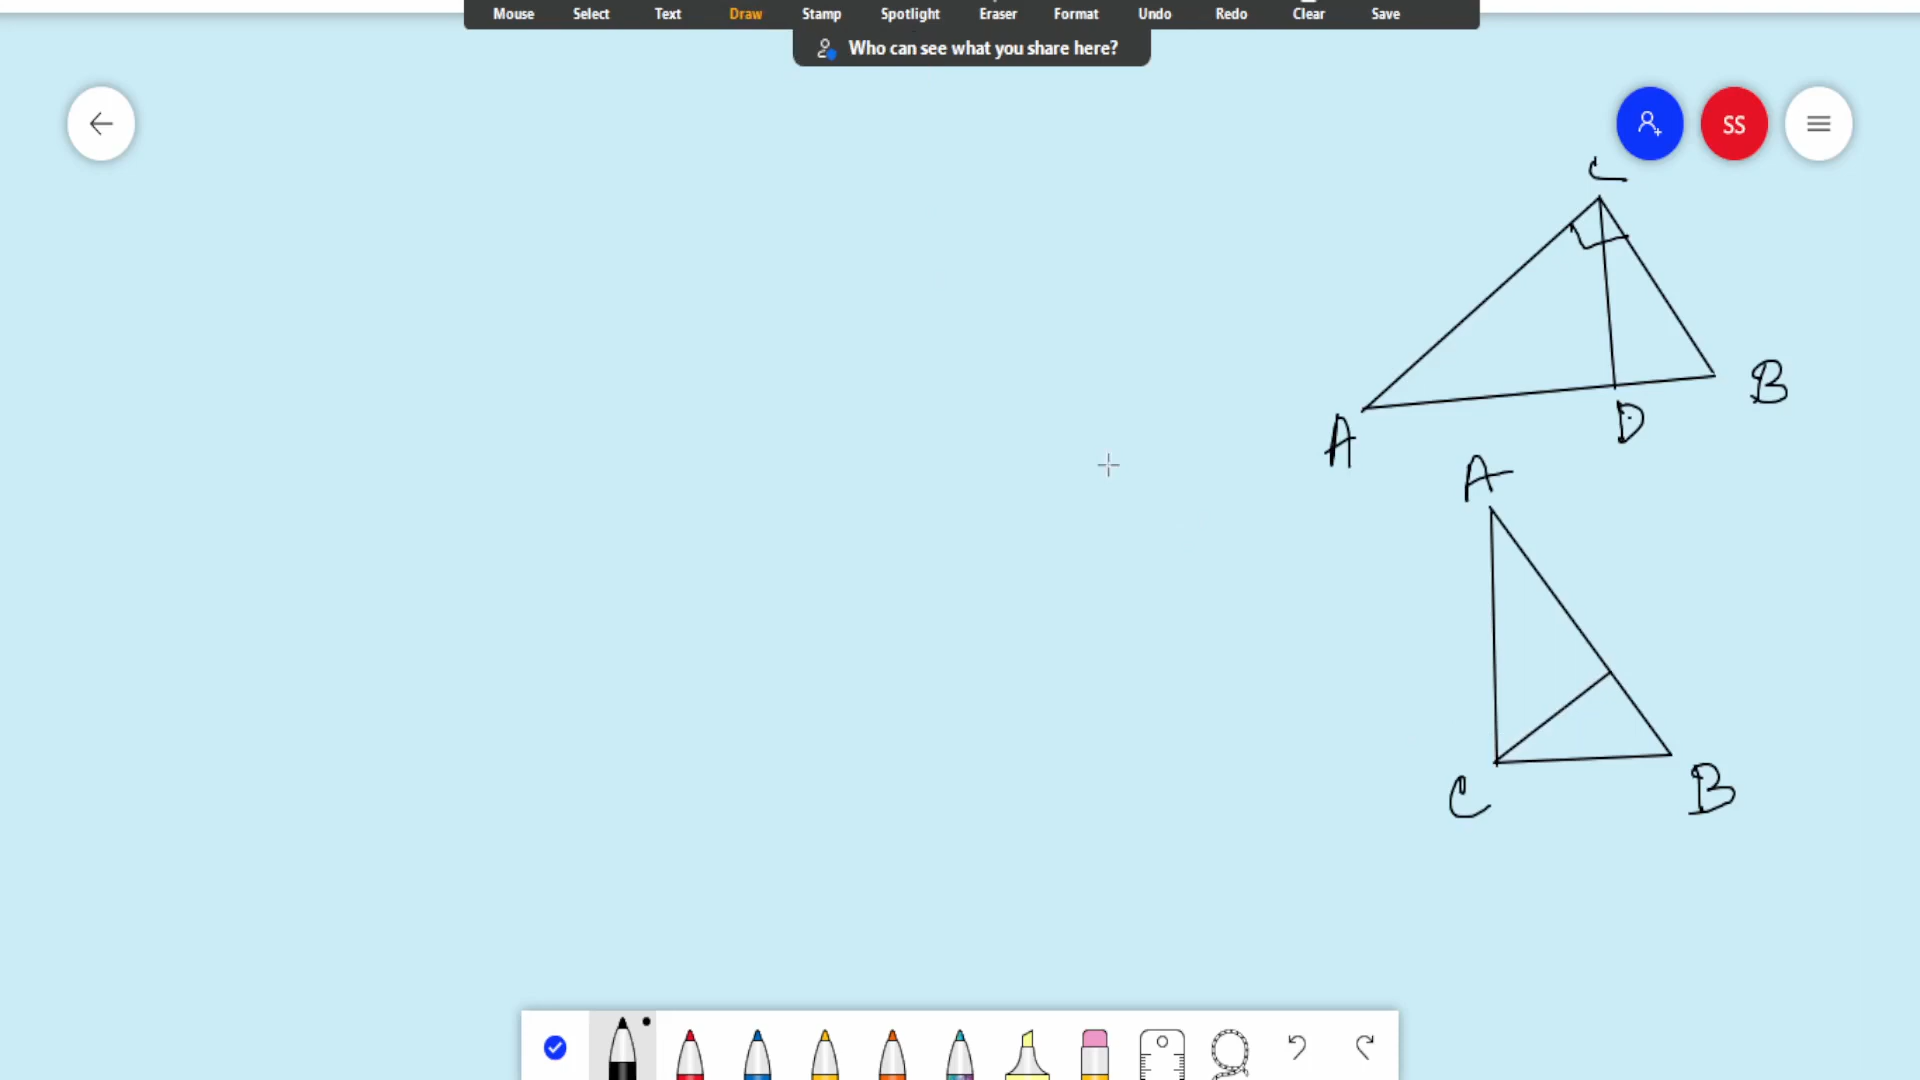 Mouse Select Text Draw Stamp Spotlight Eraser Format Undo Redo Clear Save
Who can see what you share here?
SS
C
B
A
D
A
C
B